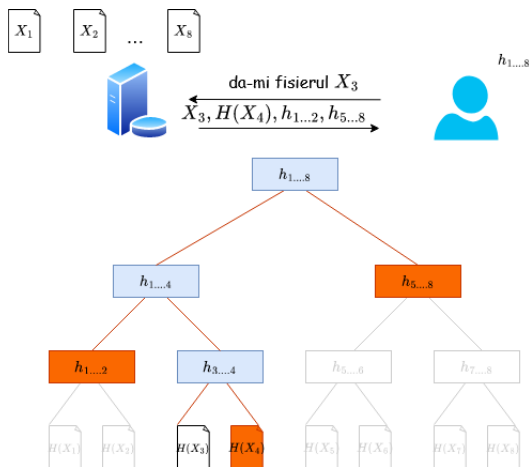 X₁ X₂ ... X₈
h₁...₈
da-mi fisierul X₃
X₃, H(X₄), h₁...₂, h₅...₈
h₁....₈
h₁....₄ h₅....₈
h₁....₂ h₃....₄ h₅....₆ h₇....₈
H(X₁) H(X₂) H(X₃) H(X₄) H(X₅) H(X₆) H(X₇) H(X₈)